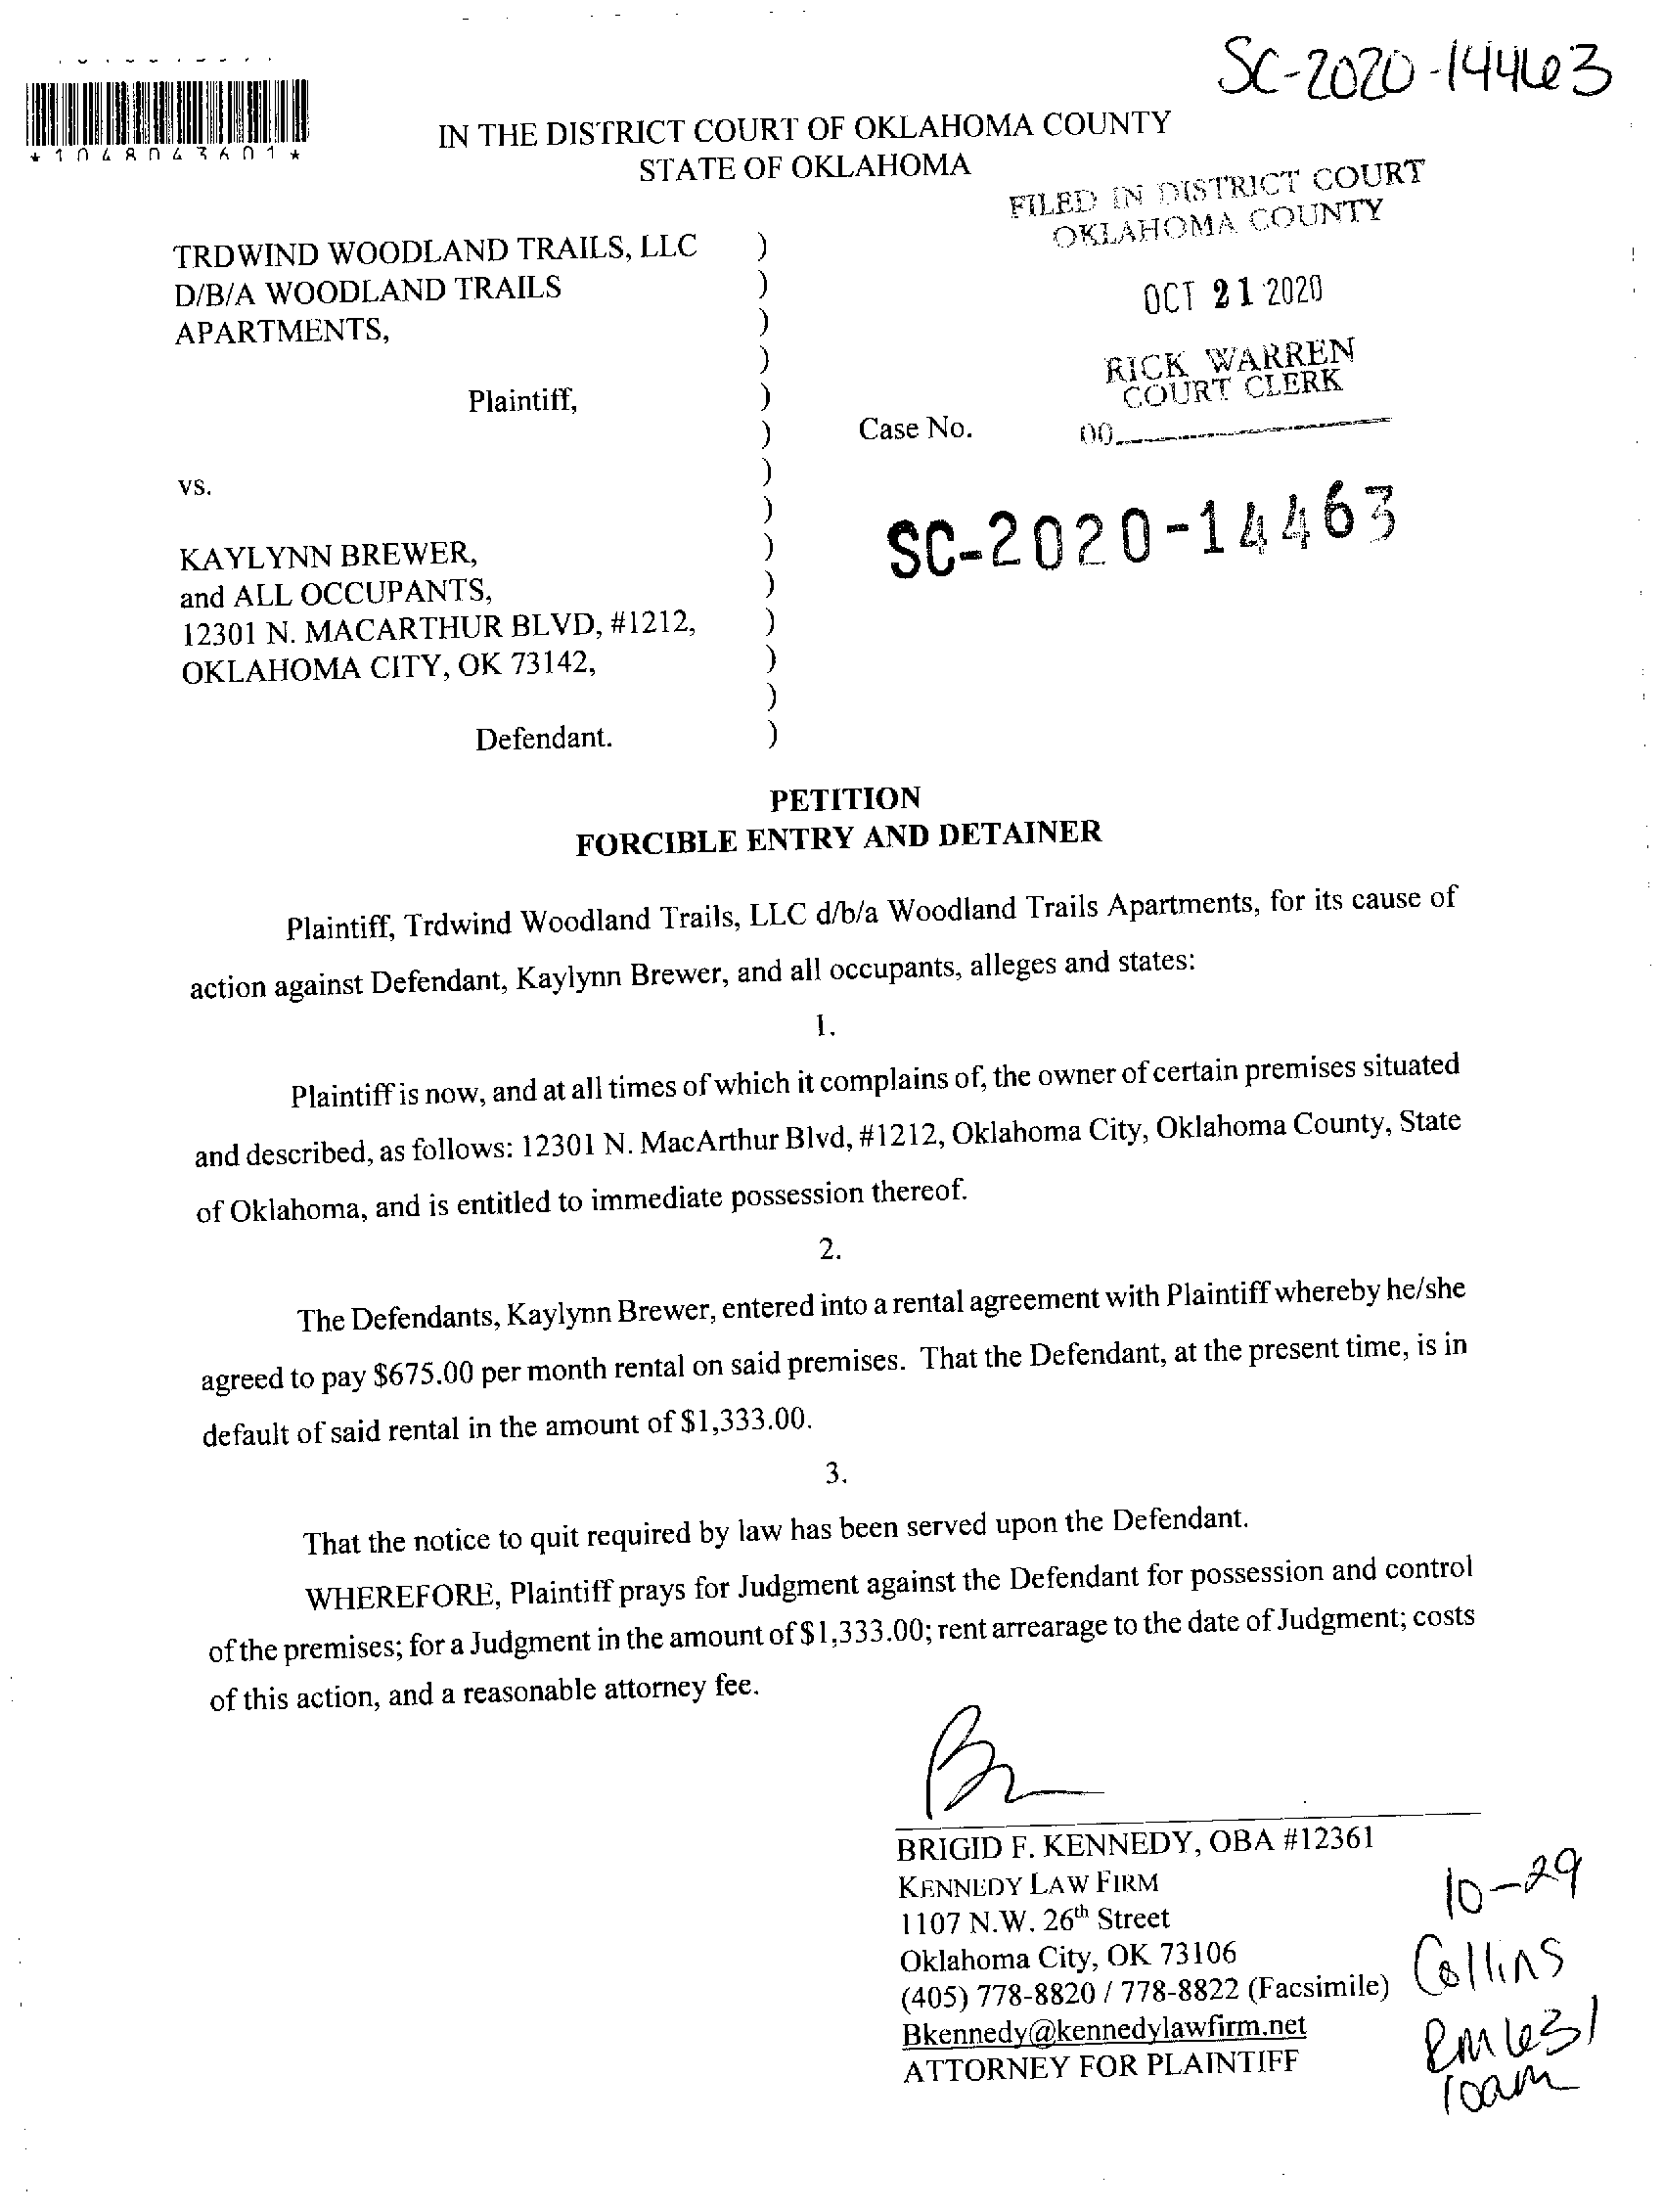 SC-2020-14463
*1048043601*
IN THE DISTRICT COURT OF OKLAHOMA COUNTY
STATE OF OKLAHOMA
FILED IN DISTRICT COURT
OKLAHOMA COUNTY
OCT 21 2020
RICK WARREN
COURT CLERK
TRDWIND WOODLAND TRAILS, LLC )
D/B/A WOODLAND TRAILS )
APARTMENTS, )
)
Plaintiff, )
) Case No. 00
vs. )
)
SC-2020-14463
KAYLYNN BREWER, )
and ALL OCCUPANTS, )
12301 N. MACARTHUR BLVD, #1212, )
OKLAHOMA CITY, OK 73142, )
)
Defendant. )
PETITION
FORCIBLE ENTRY AND DETAINER
Plaintiff, Trdwind Woodland Trails, LLC d/b/a Woodland Trails Apartments, for its cause of
action against Defendant, Kaylynn Brewer, and all occupants, alleges and states:
1.
Plaintiff is now, and at all times of which it complains of, the owner of certain premises situated
and described, as follows: 12301 N. MacArthur Blvd, #1212, Oklahoma City, Oklahoma County, State
of Oklahoma, and is entitled to immediate possession thereof.
2.
The Defendants, Kaylynn Brewer, entered into a rental agreement with Plaintiff whereby he/she
agreed to pay $675.00 per month rental on said premises. That the Defendant, at the present time, is in
default of said rental in the amount of $1,333.00.
3.
That the notice to quit required by law has been served upon the Defendant.
WHEREFORE, Plaintiff prays for Judgment against the Defendant for possession and control
of the premises; for a Judgment in the amount of $1,333.00; rent arrearage to the date of Judgment; costs
of this action, and a reasonable attorney fee.
BRIGID F. KENNEDY, OBA #12361
KENNEDY LAW FIRM
1107 N.W. 26th Street
Oklahoma City, OK 73106
(405) 778-8820 / 778-8822 (Facsimile)
Bkennedy@kennedylawfirm.net
ATTORNEY FOR PLAINTIFF
10-29
Collins
Rm 631
10am